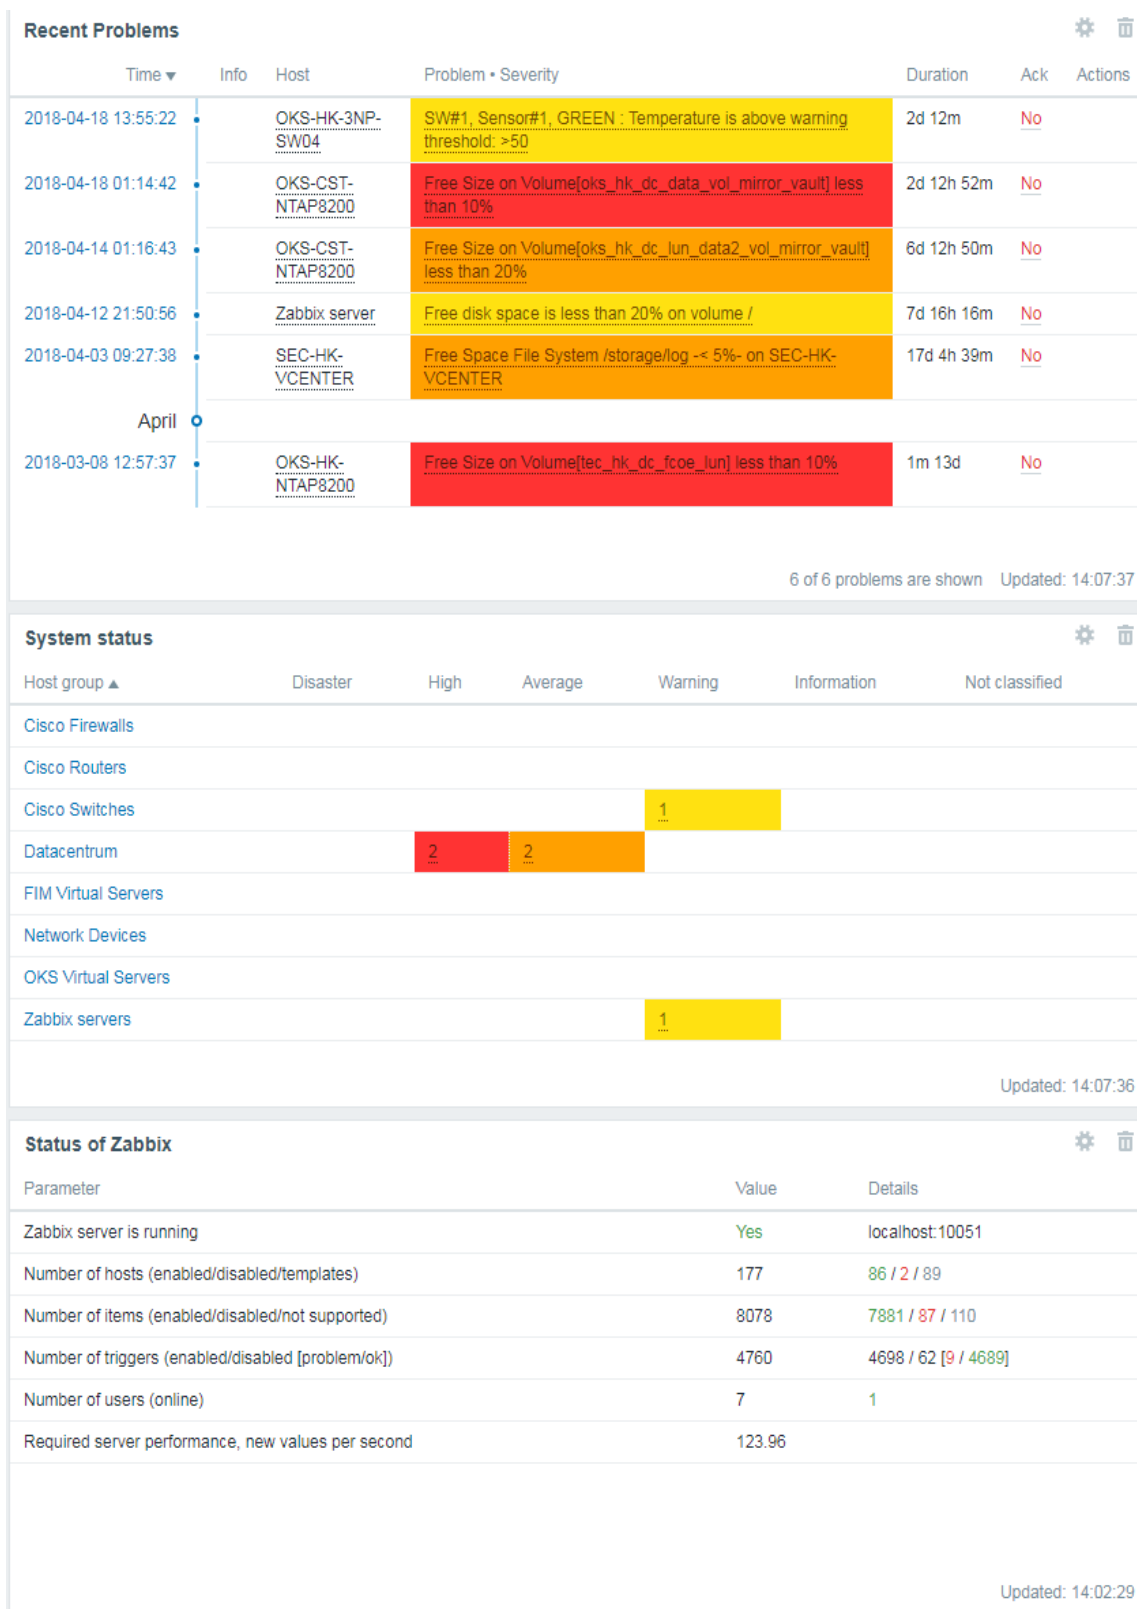 Recent Problems
Time ▼ Info Host Problem • Severity Duration Ack Actions
2018-04-18 13:55:22 OKS-HK-3NP- SW#1, Sensor#1, GREEN : Temperature is above warning 2d 12m No
SW04 threshold: >50
2018-04-18 01:14:42 OKS-CST- Free Size on Volume[oks_hk_dc_data_vol_mirror_vault] less 2d 12h 52m No
NTAP8200 than 10%
2018-04-14 01:16:43 OKS-CST- Free Size on Volume[oks_hk_dc_lun_data2_vol_mirror_vault] 6d 12h 50m No
NTAP8200 less than 20%
2018-04-12 21:50:56 Zabbix server Free disk space is less than 20% on volume / 7d 16h 16m No
2018-04-03 09:27:38 SEC-HK- Free Space File System /storage/log -< 5%- on SEC-HK- 17d 4h 39m No
VCENTER VCENTER
April
2018-03-08 12:57:37 OKS-HK- Free Size on Volume[tec_hk_dc_fcoe_lun] less than 10% 1m 13d No
NTAP8200
6 of 6 problems are shown Updated: 14:07:37
System status
Host group ▲ Disaster High Average Warning Information Not classified
Cisco Firewalls
Cisco Routers
Cisco Switches 1
Datacentrum 2 2
FIM Virtual Servers
Network Devices
OKS Virtual Servers
Zabbix servers 1
Updated: 14:07:36
Status of Zabbix
Parameter Value Details
Zabbix server is running Yes localhost:10051
Number of hosts (enabled/disabled/templates) 177 86 / 2 / 89
Number of items (enabled/disabled/not supported) 8078 7881 / 87 / 110
Number of triggers (enabled/disabled [problem/ok]) 4760 4698 / 62 [9 / 4689]
Number of users (online) 7 1
Required server performance, new values per second 123.96
Updated: 14:02:29